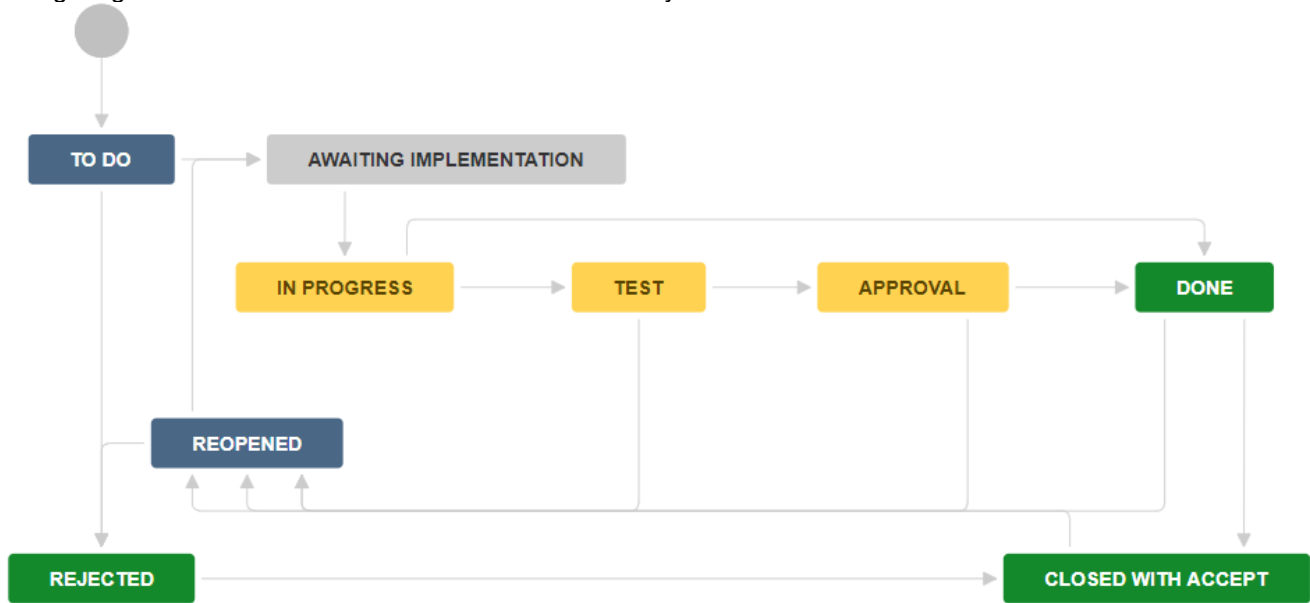 TO DO
AWAITING IMPLEMENTATION
IN PROGRESS
TEST
APPROVAL
DONE
REOPENED
REJECTED
CLOSED WITH ACCEPT